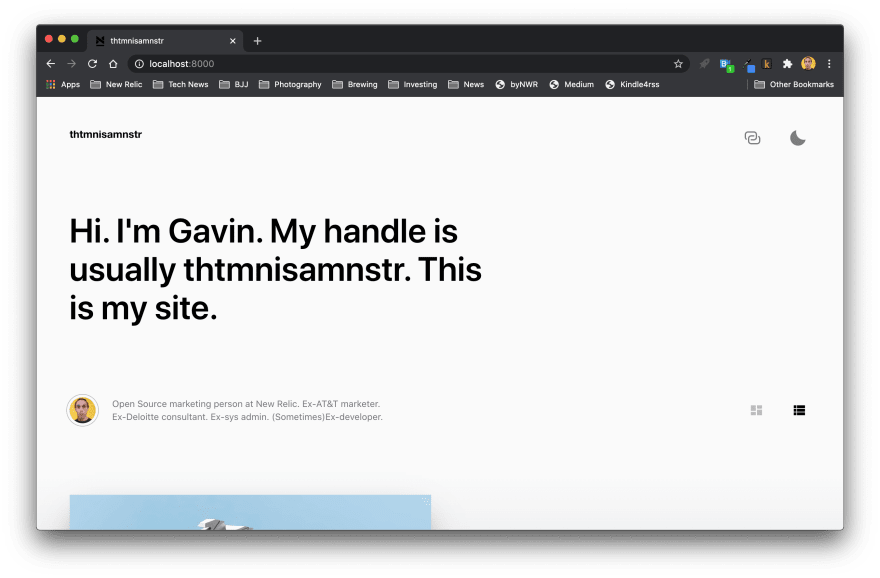 thtmnisamnstr
localhost:8000
Apps New Relic Tech News BJJ Photography Brewing Investing News byNWR Medium Kindle4rss Other Bookmarks
thtmnisamnstr
Hi. I'm Gavin. My handle is
usually thtmnisamnstr. This
is my site.
Open Source marketing person at New Relic. Ex-AT&T marketer.
Ex-Deloitte consultant. Ex-sys admin. (Sometimes)Ex-developer.